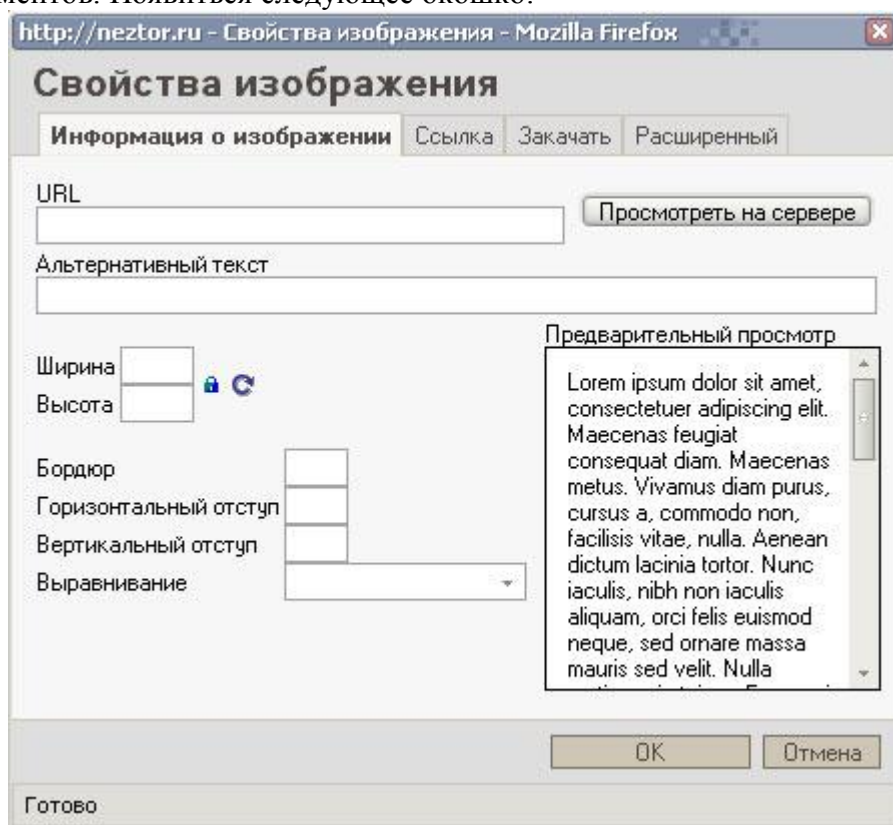 Появиться следующее окошко:
http://neztor.ru - Свойства изображения - Mozilla Firefox
Свойства изображения
Информация о изображении Ссылка Закачать Расширенный
URL
Просмотреть на сервере
Альтернативный текст
Предварительный просмотр
Ширина
Высота
Lorem ipsum dolor sit amet,
consectetuer adipiscing elit.
Maecenas feugiat
consequat diam. Maecenas
metus. Vivamus diam purus,
cursus a, commodo non,
facilisis vitae, nulla. Aenean
dictum lacinia tortor. Nunc
iaculis, nibh non iaculis
aliquam, orci felis euismod
neque, sed ornare massa
mauris sed velit. Nulla
Бордюр
Горизонтальный отступ
Вертикальный отступ
Выравнивание
OK Отмена
Готово